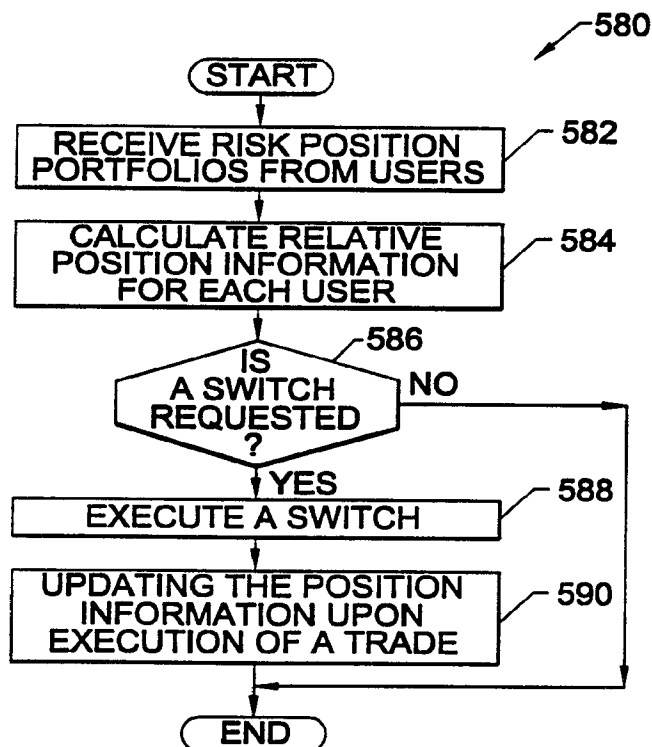 580
START
RECEIVE RISK POSITION
PORTFOLIOS FROM USERS
582
CALCULATE RELATIVE
POSITION INFORMATION
FOR EACH USER
584
586
IS
A SWITCH
REQUESTED
?
NO
YES
EXECUTE A SWITCH
588
UPDATING THE POSITION
INFORMATION UPON
EXECUTION OF A TRADE
590
END